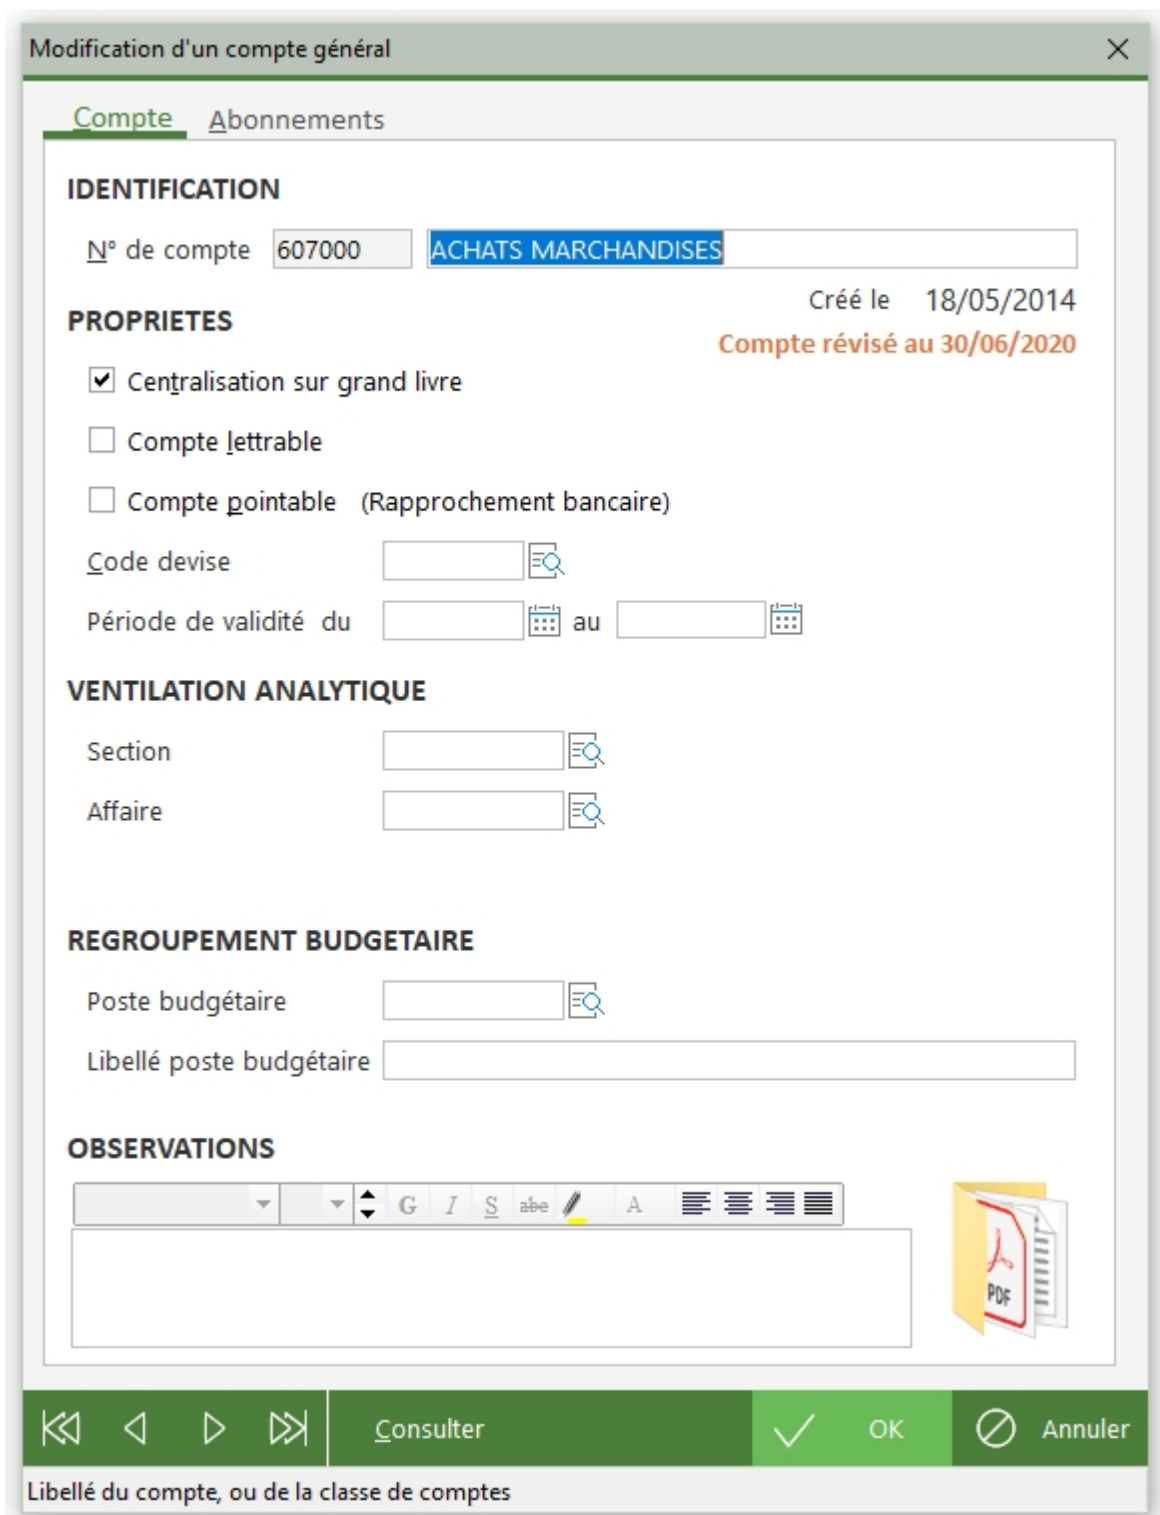 Modification d'un compte général
Compte Abonnements
IDENTIFICATION
N° de compte 607000 ACHATS MARCHANDISES
Créé le 18/05/2014
PROPRIETES
Compte révisé au 30/06/2020
Centralisation sur grand livre
Compte lettrable
Compte pointable (Rapprochement bancaire)
Code devise
Période de validité du au
VENTILATION ANALYTIQUE
Section
Affaire
REGROUPEMENT BUDGETAIRE
Poste budgétaire
Libellé poste budgétaire
OBSERVATIONS
G I S abe A
PDF
Consulter OK Annuler
Libellé du compte, ou de la classe de comptes